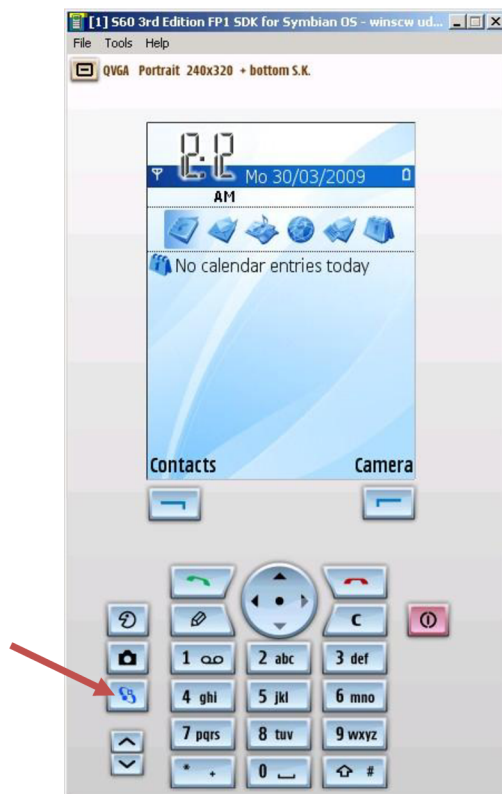 [1] S60 3rd Edition FP1 SDK for Symbian OS - winscw ud...
File Tools Help
QVGA Portrait 240x320 + bottom S.K.
2:12
Mo 30/03/2009
AM
No calendar entries today
Contacts Camera
C
1 2 abc 3 def
4 ghi 5 jkl 6 mno
7 pqrs 8 tuv 9 wxyz
* + 0 #